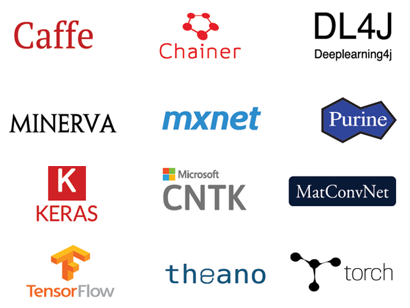 Caffe
Chainer
DL4J
Deeplearning4j
MINERVA
mxnet
Purine
K
KERAS
Microsoft
CNTK
MatConvNet
TensorFlow
theano
torch